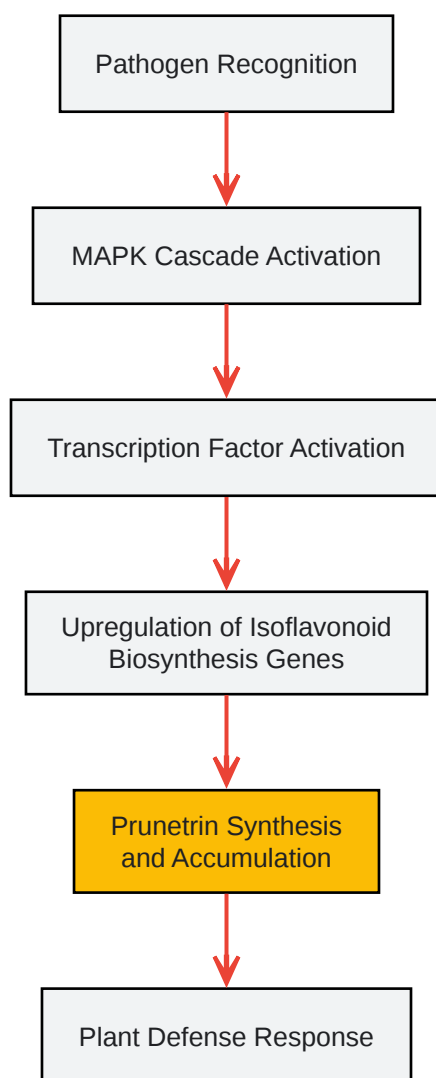 Pathogen Recognition
MAPK Cascade Activation
Transcription Factor Activation
Upregulation of Isoflavonoid
Biosynthesis Genes
Prunetrin Synthesis
and Accumulation
Plant Defense Response